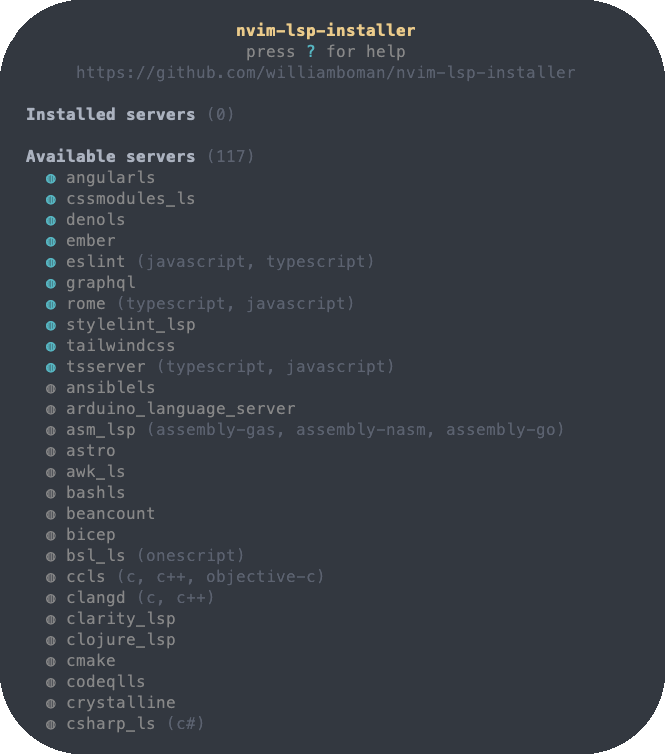 nvim-lsp-installer
press ? for help
https://github.com/williamboman/nvim-lsp-installer
Installed servers (0)
Available servers (117)
◍ angularls
◍ cssmodules_ls
◍ denols
◍ ember
◍ eslint (javascript, typescript)
◍ graphql
◍ rome (typescript, javascript)
◍ stylelint_lsp
◍ tailwindcss
◍ tsserver (typescript, javascript)
◍ ansiblels
◍ arduino_language_server
◍ asm_lsp (assembly-gas, assembly-nasm, assembly-go)
◍ astro
◍ awk_ls
◍ bashls
◍ beancount
◍ bicep
◍ bsl_ls (onescript)
◍ ccls (c, c++, objective-c)
◍ clangd (c, c++)
◍ clarity_lsp
◍ clojure_lsp
◍ cmake
◍ codeqlls
◍ crystalline
◍ csharp_ls (c#)